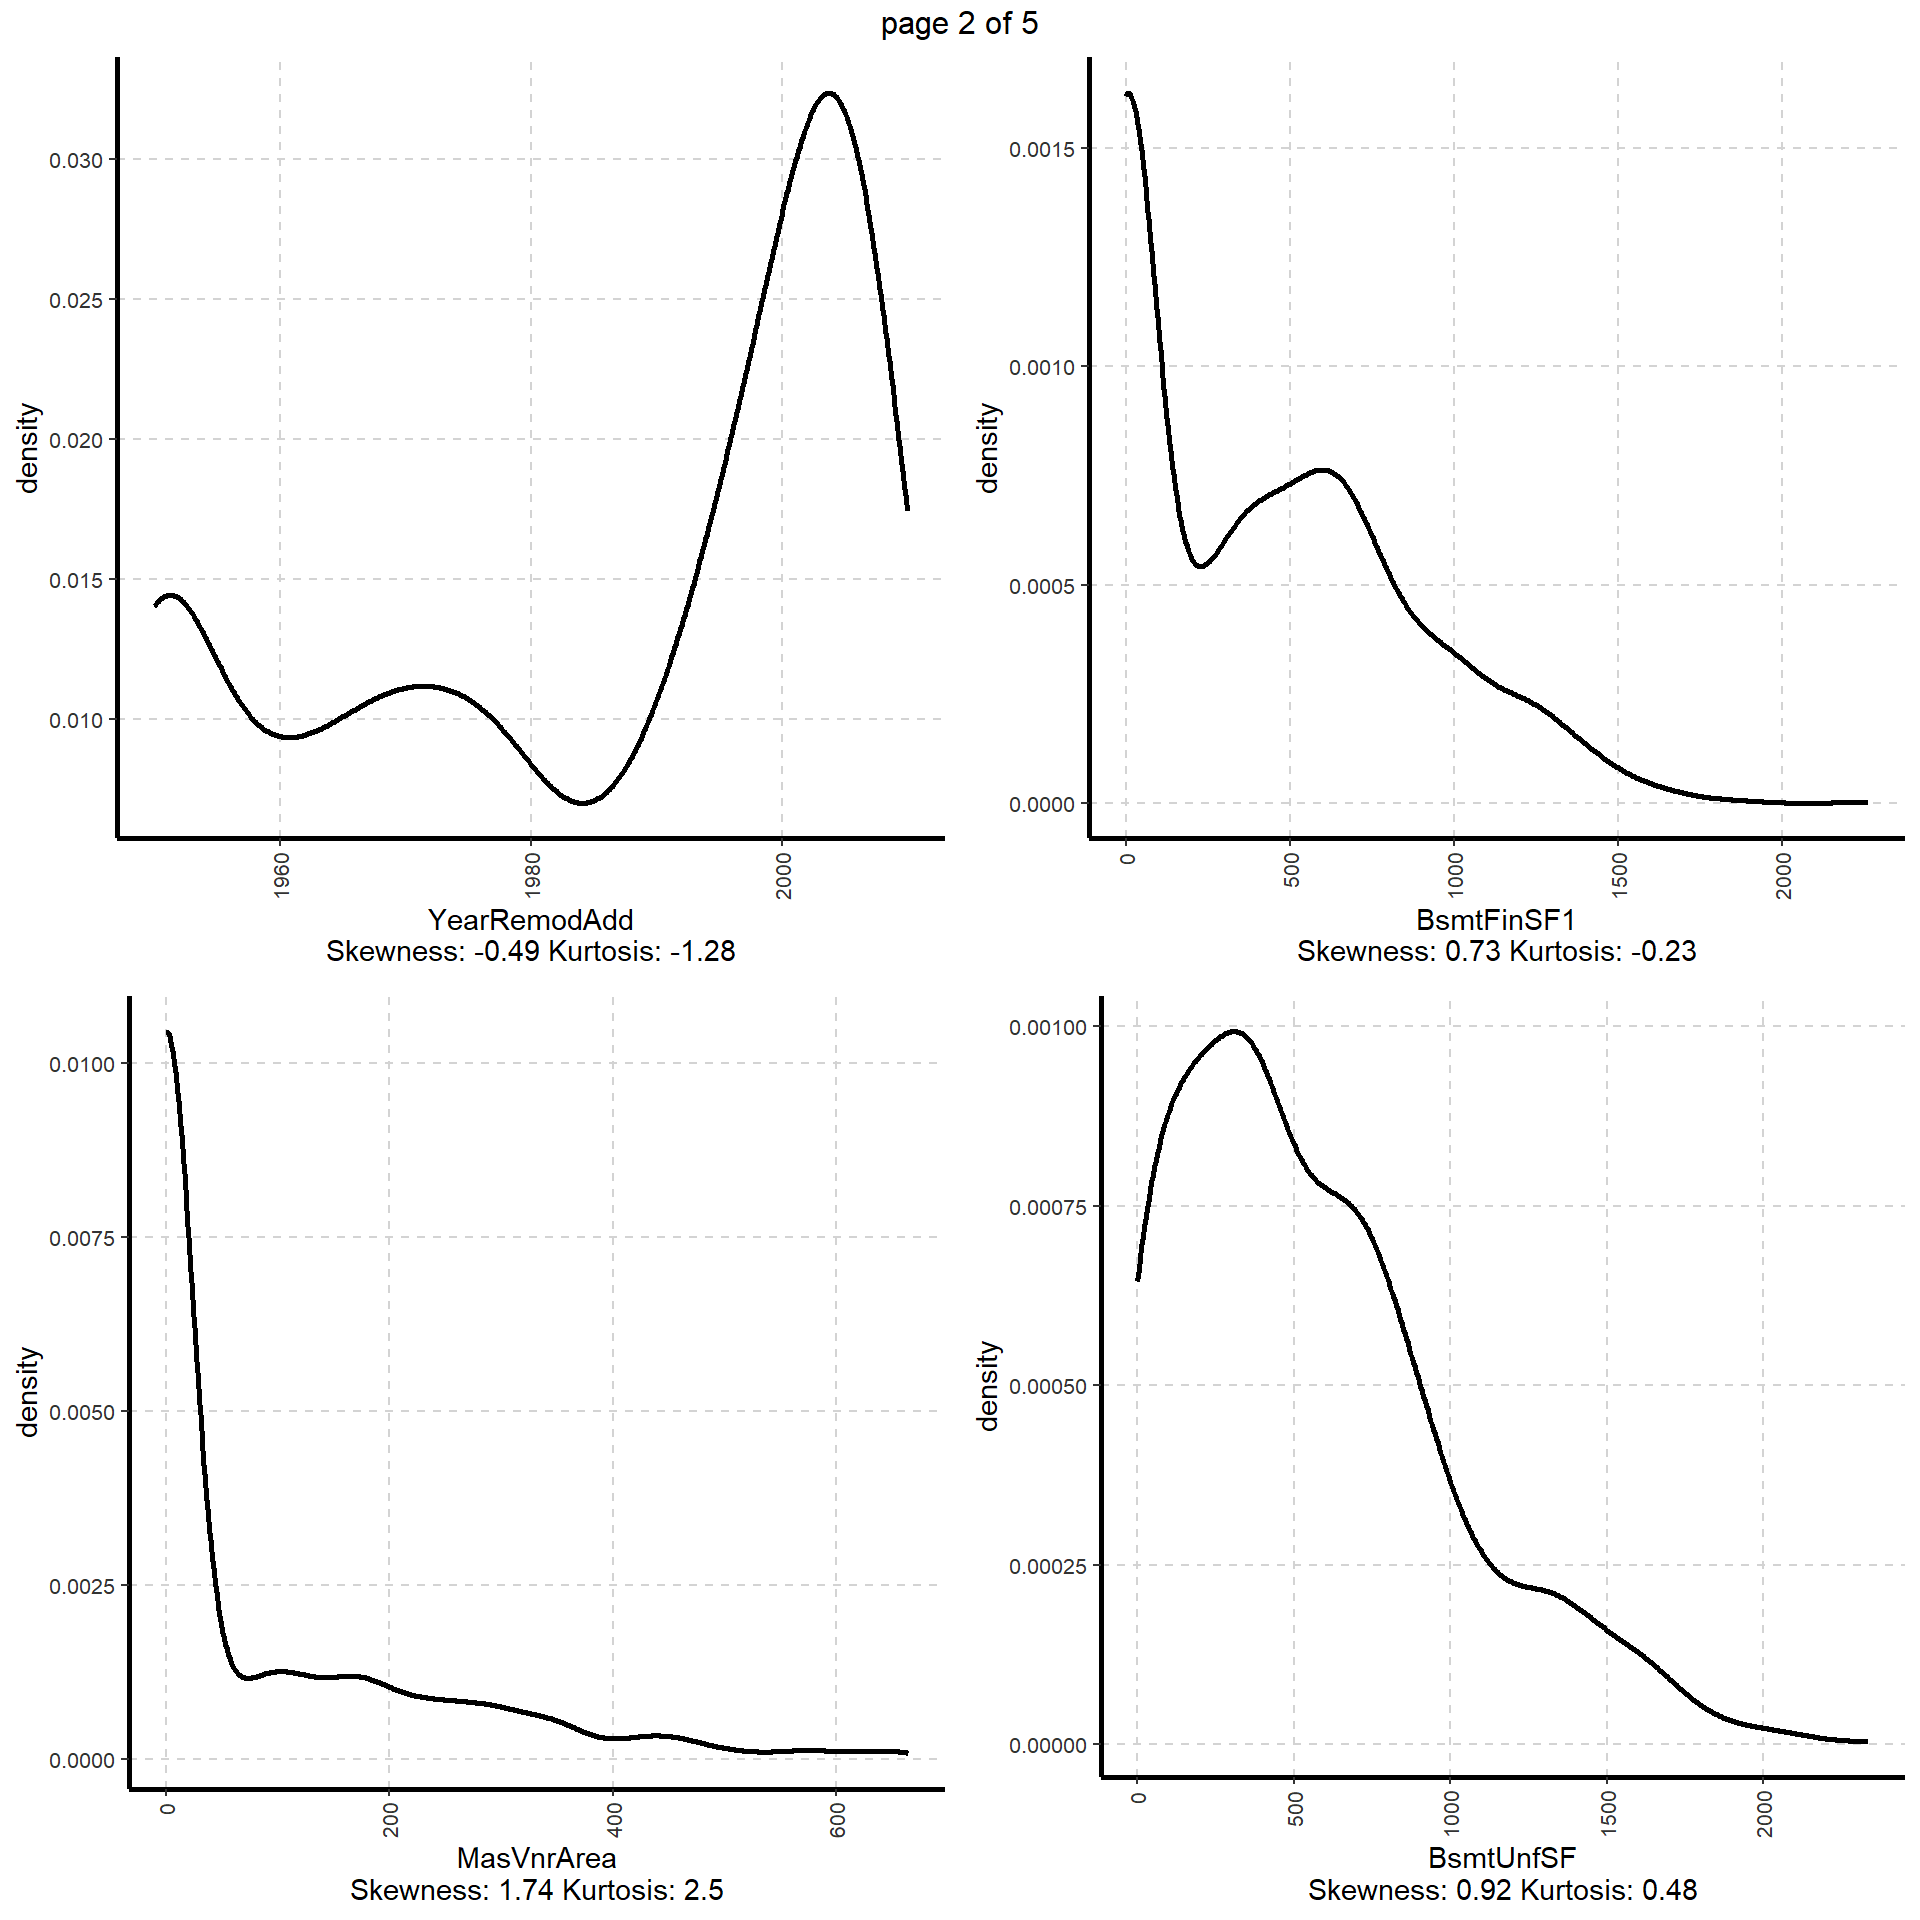 page 2 of 5
density
0.030
0.025
0.020
0.015
0.010
1960
1980
2000
YearRemodAdd
Skewness: -0.49 Kurtosis: -1.28
density
0.0015
0.0010
0.0005
0.0000
0
500
1000
1500
2000
BsmtFinSF1
Skewness: 0.73 Kurtosis: -0.23
density
0.0100
0.0075
0.0050
0.0025
0.0000
0
200
400
600
MasVnrArea
Skewness: 1.74 Kurtosis: 2.5
density
0.00100
0.00075
0.00050
0.00025
0.00000
0
500
1000
1500
2000
BsmtUnfSF
Skewness: 0.92 Kurtosis: 0.48